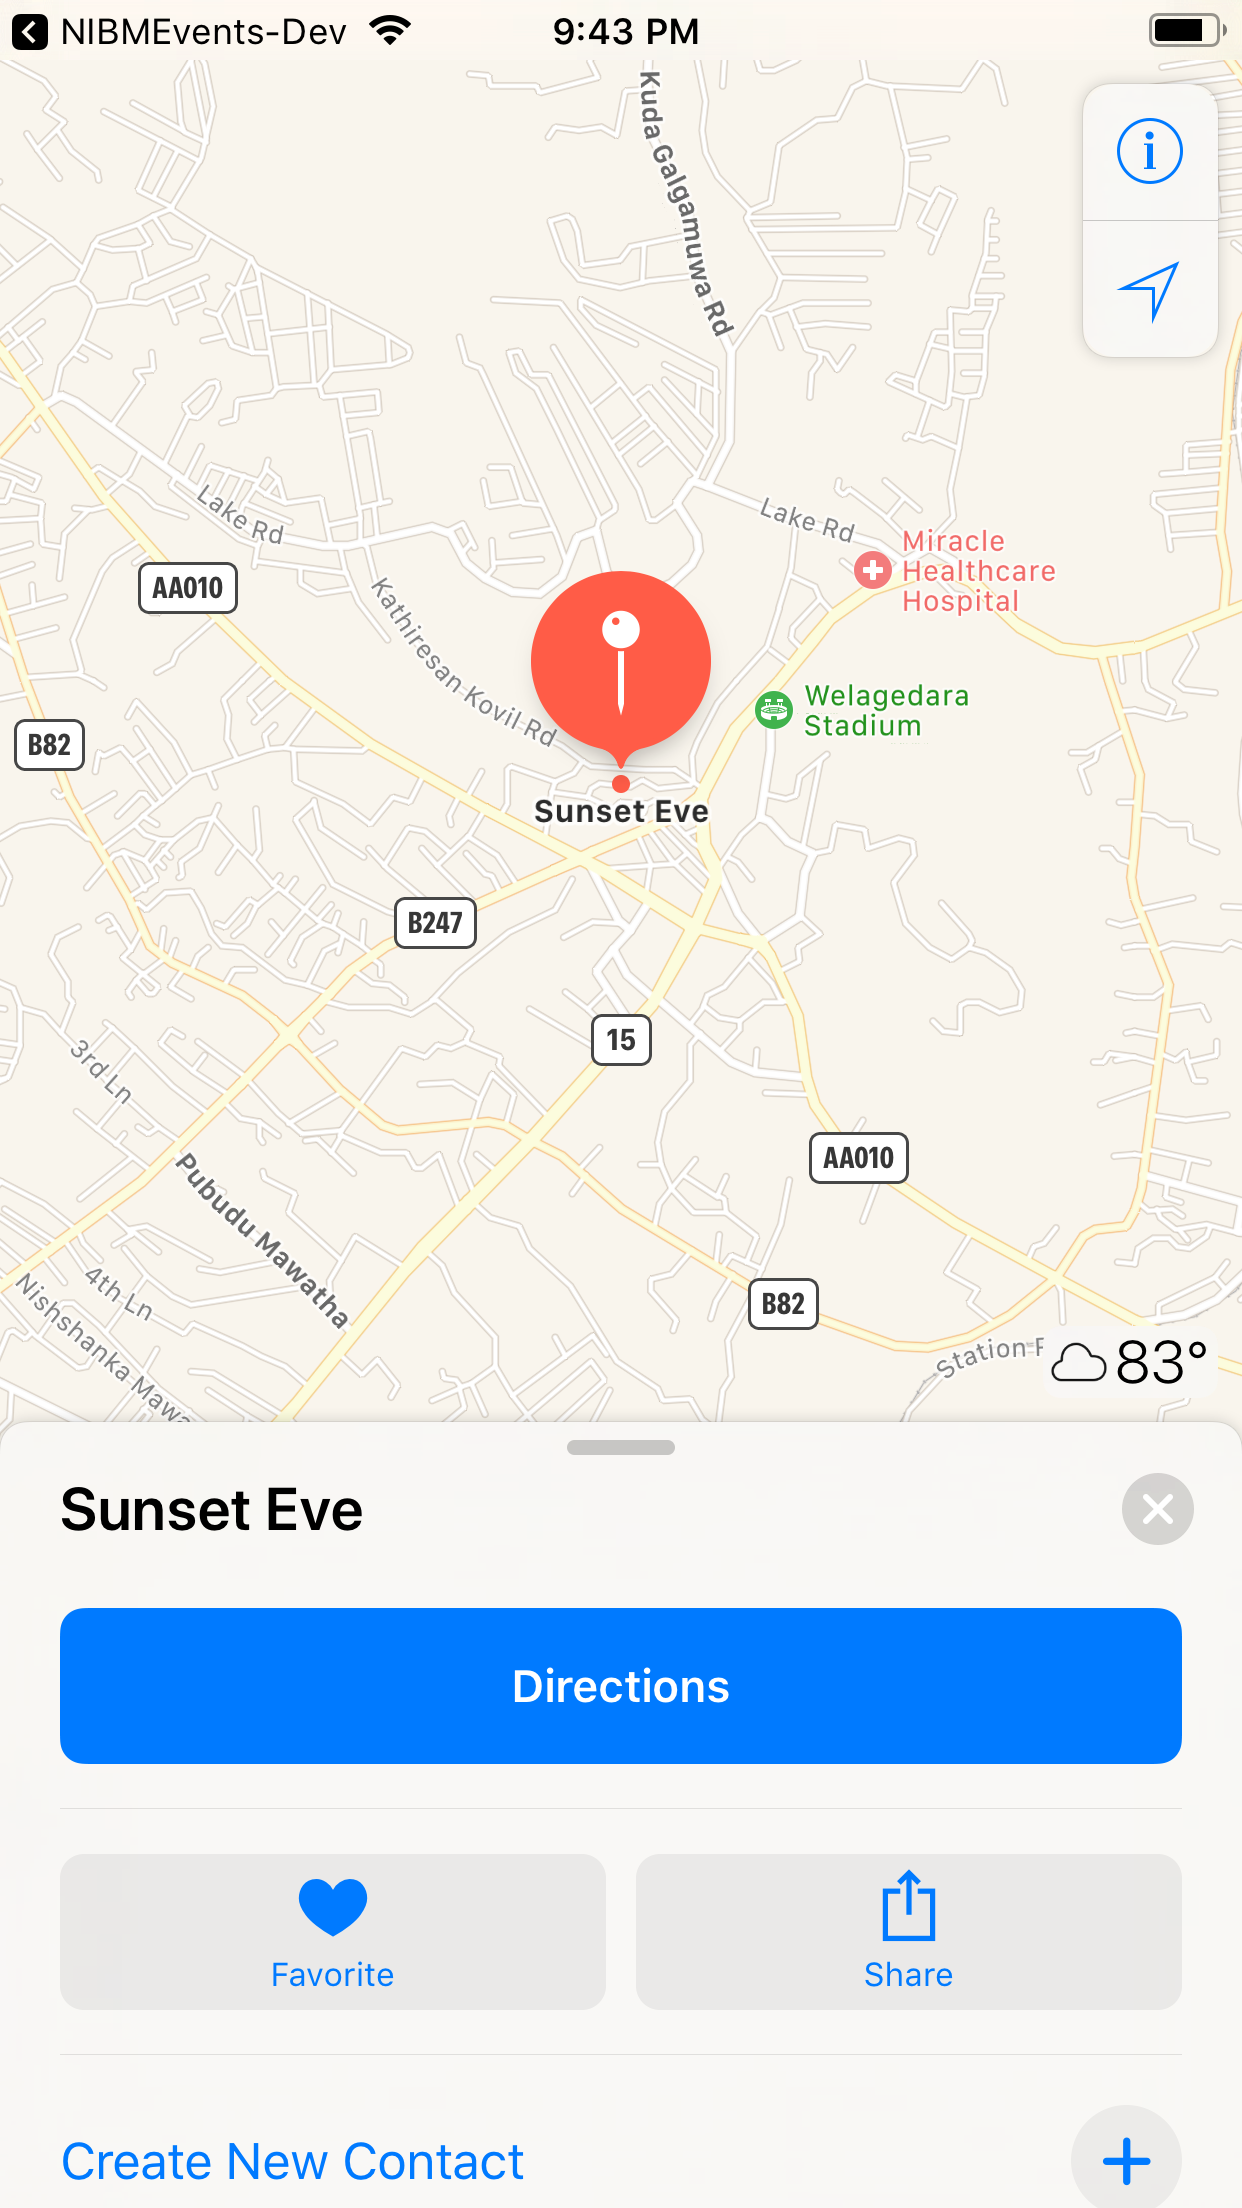 NIBMEvents-Dev
9:43 PM
Kuda Galgamuwa Rd
Lake Rd
Lake Rd
Miracle
Healthcare
Hospital
AA010
Kathiresan Kovil Rd
Welagedara
Stadium
B82
Sunset Eve
B247
15
3rd Ln
AA010
Pubudu Mawatha
4th Ln
Nishshanka Mawa
B82
Station
83°
Sunset Eve
Directions
Favorite
Share
Create New Contact